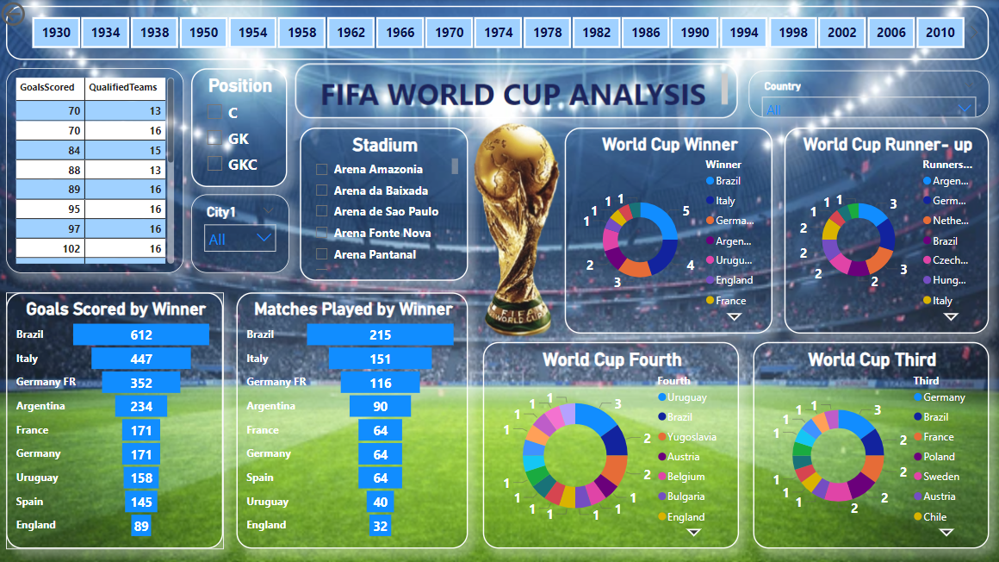 1930 1934 1938 1950 1954 1958 1962 1966 1970 1974 1978 1982 1986 1990 1994 1998 2002 2006 2010
GoalsScored QualifiedTeams
70 13
70 16
84 15
88 13
89 16
95 16
97 16
102 16
Position
C
GK
GKC
City1
All
FIFA WORLD CUP ANALYSIS
Country
All
Stadium
Arena Amazonia
Arena da Baixada
Arena de Sao Paulo
Arena Fonte Nova
Arena Pantanal
FIFA
WORLD CUP
World Cup Winner
Winner
Brazil
Italy
Germa...
Argen...
Urugu...
England
France
5
4
3
2
2
1
1
1
1
World Cup Runner- up
Runners...
Argen...
Germ...
Nethe...
Brazil
Czech...
Hung...
Italy
3
3
2
2
2
2
1
1
1
Goals Scored by Winner
Brazil 612
Italy 447
Germany FR 352
Argentina 234
France 171
Germany 171
Uruguay 158
Spain 145
England 89
Matches Played by Winner
Brazil 215
Italy 151
Germany FR 116
Argentina 90
France 64
Germany 64
Spain 64
Uruguay 40
England 32
World Cup Fourth
Fourth
Uruguay
Brazil
Yugoslavia
Austria
Belgium
Bulgaria
England
3
2
2
1
1
1
1
1
1
1
1
1
1
1
World Cup Third
Third
Germany
Brazil
France
Poland
Sweden
Austria
Chile
3
2
2
2
2
1
1
1
1
1
1
1